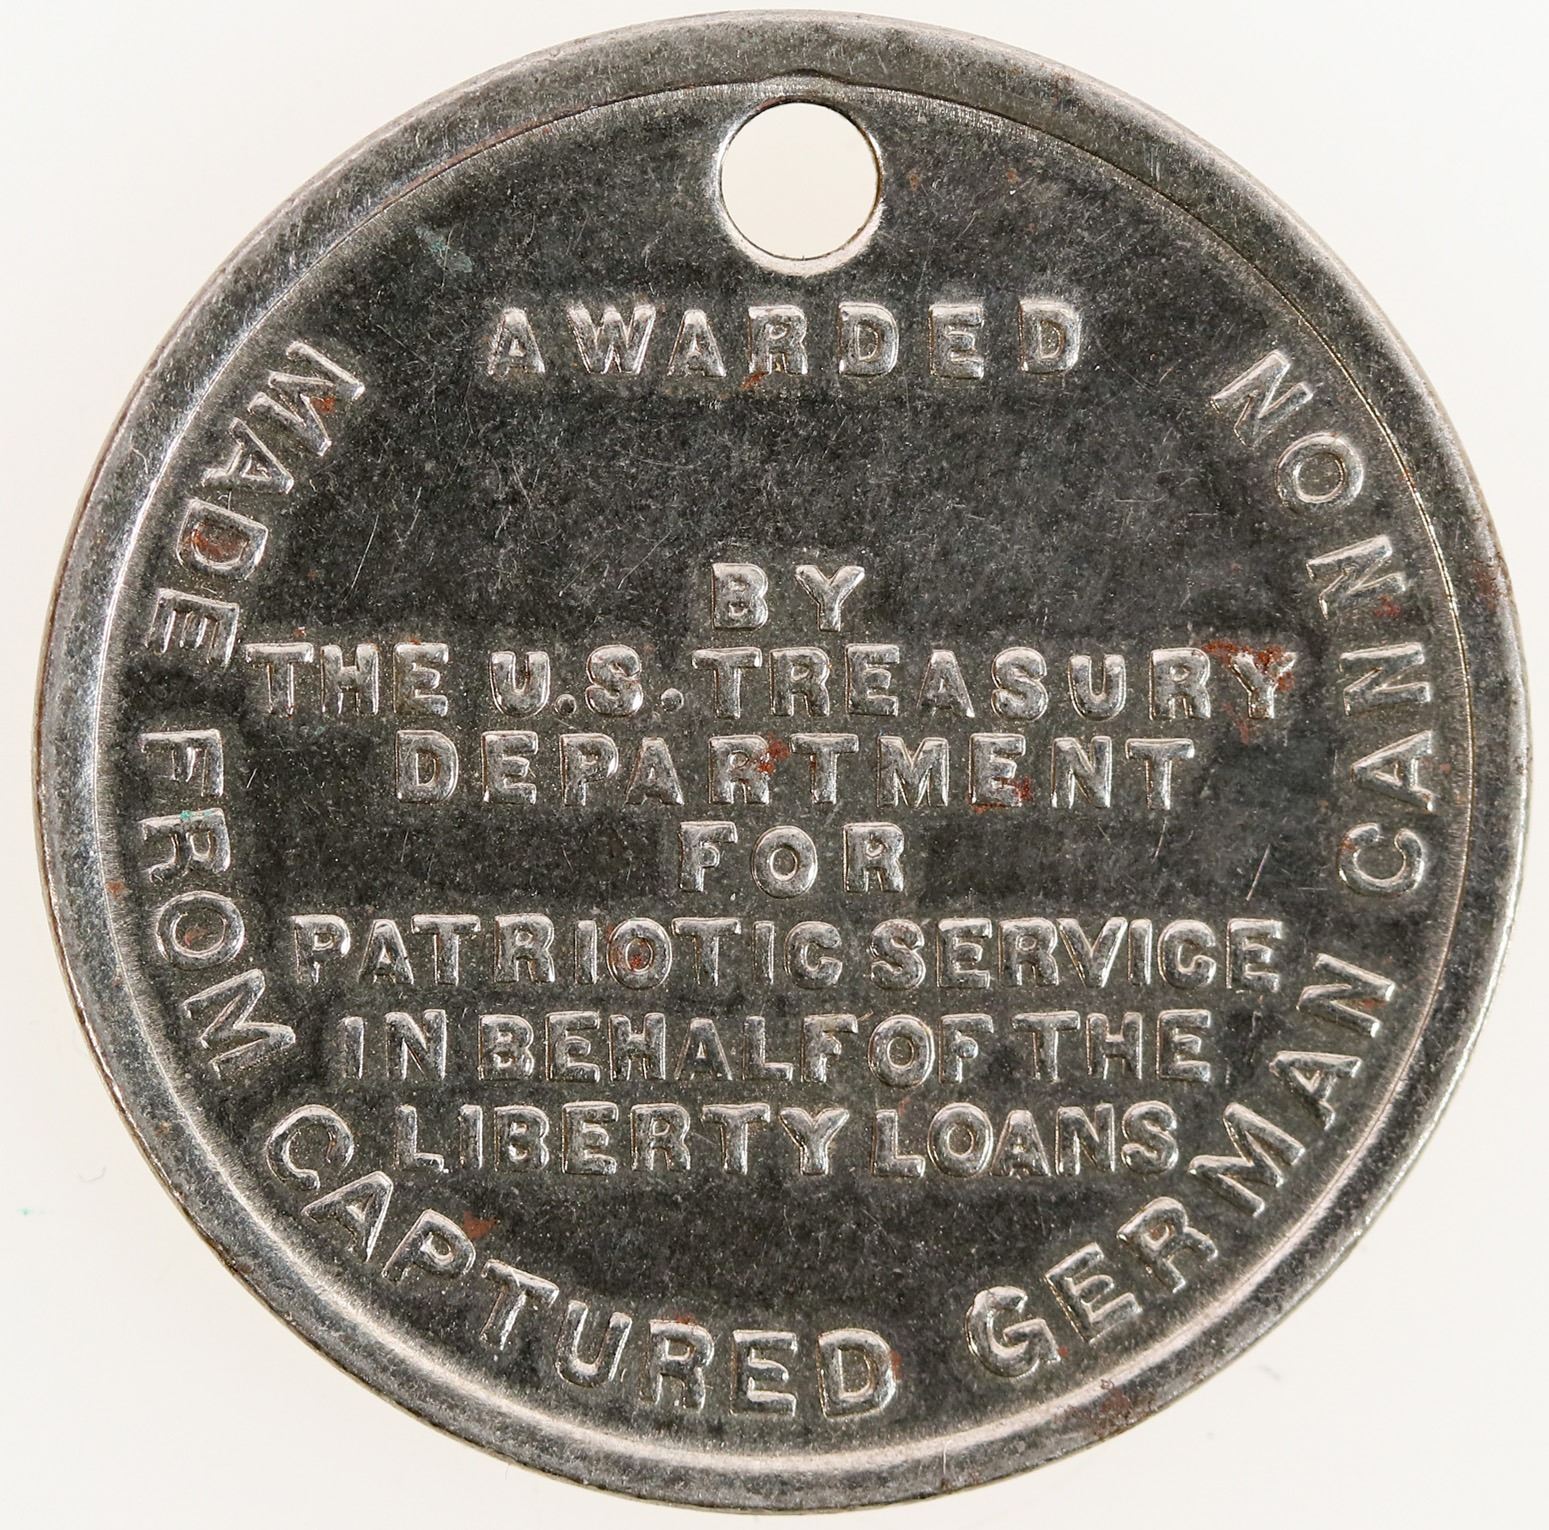 AWARDED
BY
THE U.S. TREASURY
DEPARTMENT
FOR
PATRIOTIC SERVICE
IN BEHALF OF THE
LIBERTY LOANS
MADE FROM CAPTURED GERMAN CANNON